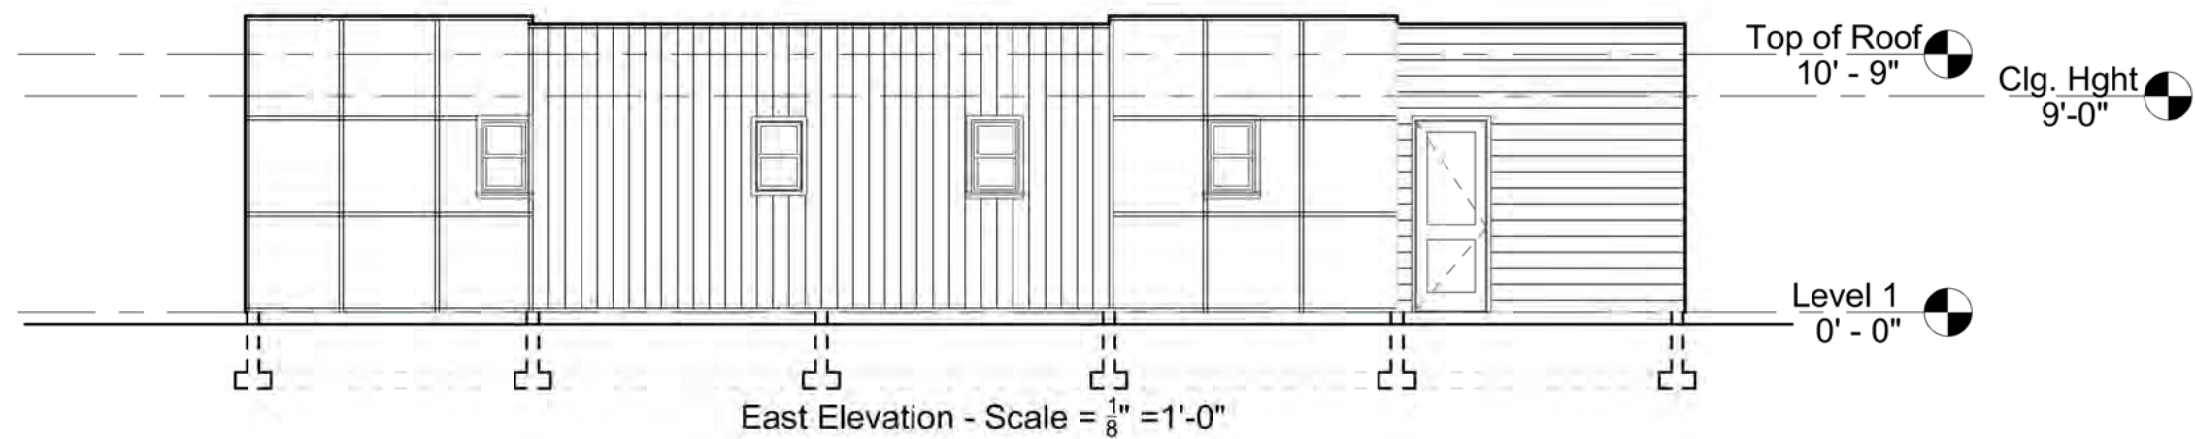 Top of Roof
10' - 9"
Clg. Hght
9'-0"
Level 1
0' - 0"
East Elevation - Scale = 1/8" =1'-0"